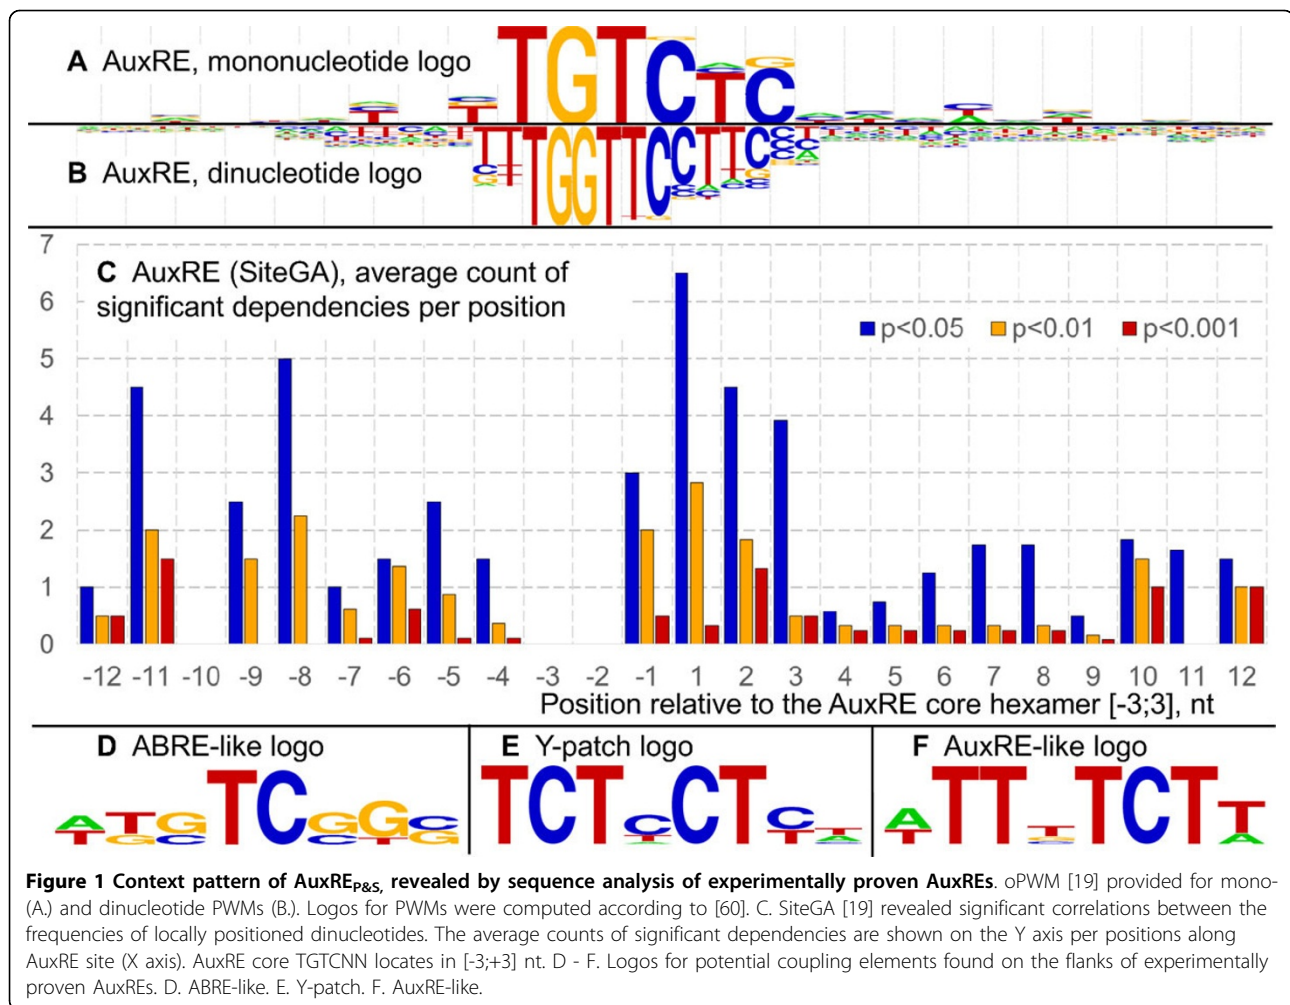 A AuxRE, mononucleotide logo
TGTCTC
B AuxRE, dinucleotide logo
C AuxRE (SiteGA), average count of
significant dependencies per position
p<0.05 p<0.01 p<0.001
7
6
5
4
3
2
1
0
-12 -11 -10 -9 -8 -7 -6 -5 -4 -3 -2 -1 1 2 3 4 5 6 7 8 9 10 11 12
Position relative to the AuxRE core hexamer [-3;3], nt
D ABRE-like logo
E Y-patch logo
F AuxRE-like logo
Figure 1 Context pattern of AuxREP&S, revealed by sequence analysis of experimentally proven AuxREs. oPWM [19] provided for mono-
(A.) and dinucleotide PWMs (B.). Logos for PWMs were computed according to [60]. C. SiteGA [19] revealed significant correlations between the
frequencies of locally positioned dinucleotides. The average counts of significant dependencies are shown on the Y axis per positions along
AuxRE site (X axis). AuxRE core TGTCNN locates in [-3;+3] nt. D - F. Logos for potential coupling elements found on the flanks of experimentally
proven AuxREs. D. ABRE-like. E. Y-patch. F. AuxRE-like.